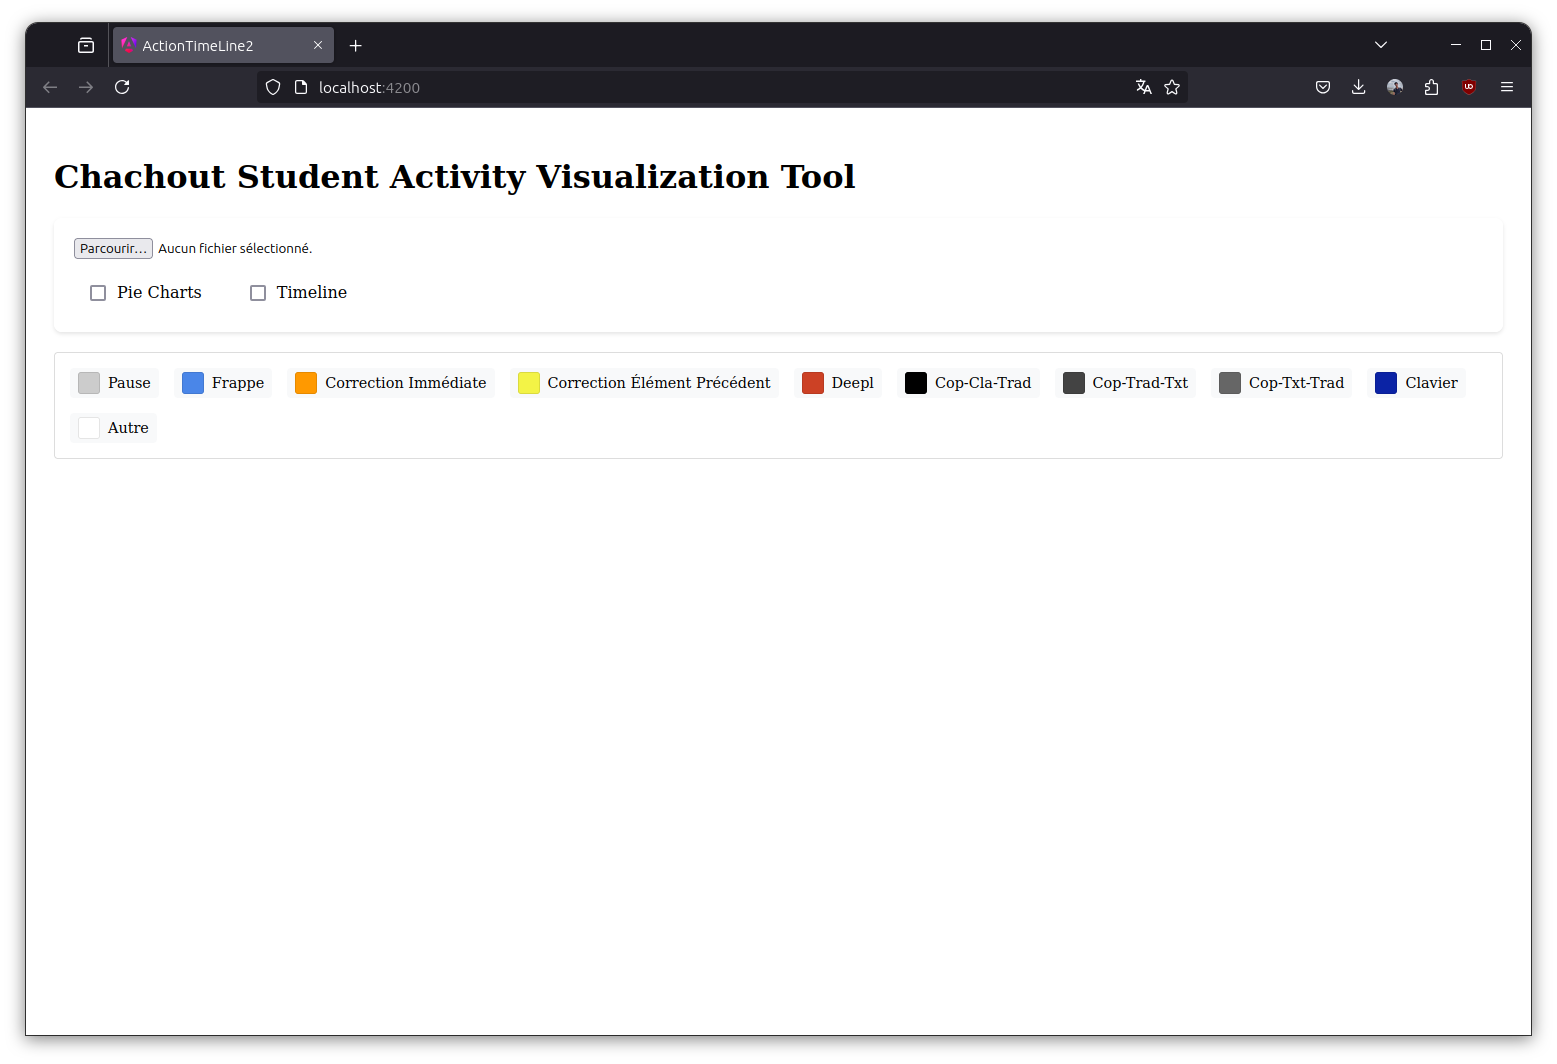 ActionTimeLine2
localhost:4200
Chachout Student Activity Visualization Tool
Parcourir... Aucun fichier sélectionné.
Pie Charts Timeline
Pause Frappe Correction Immédiate Correction Élément Précédent Deepl Cop-Cla-Trad Cop-Trad-Txt Cop-Txt-Trad Clavier
Autre